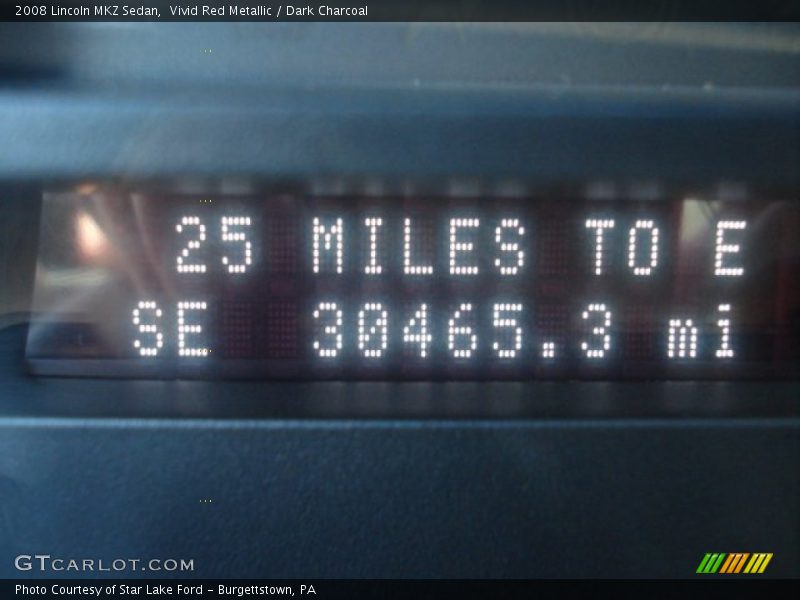 2008 Lincoln MKZ Sedan,  Vivid Red Metallic / Dark Charcoal
25 MILES TO E
SE 30465.3 mi
GTCARLOT.COM
Photo Courtesy of Star Lake Ford - Burgettstown, PA